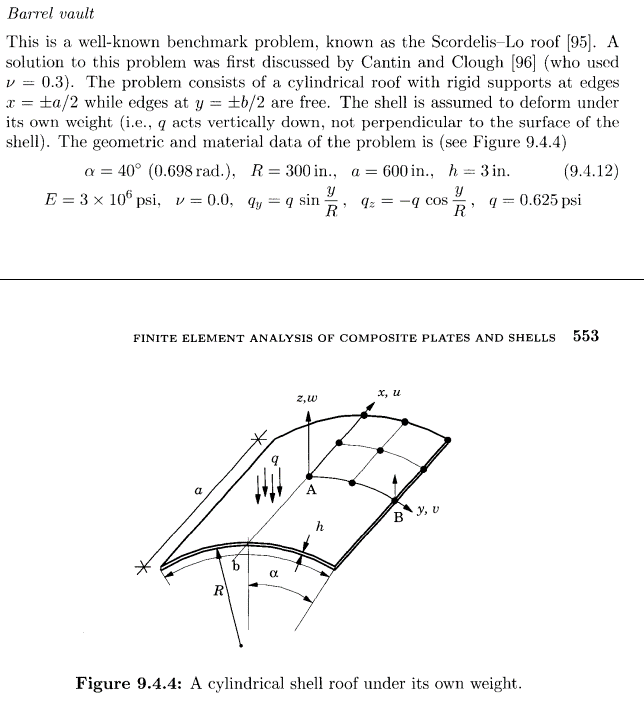 Barrel vault
This is a well-known benchmark problem, known as the Scordelis–Lo roof [95]. A
solution to this problem was first discussed by Cantin and Clough [96] (who used
ν = 0.3). The problem consists of a cylindrical roof with rigid supports at edges
x = ±a/2 while edges at y = ±b/2 are free. The shell is assumed to deform under
its own weight (i.e., q acts vertically down, not perpendicular to the surface of the
shell). The geometric and material data of the problem is (see Figure 9.4.4)
α = 40° (0.698 rad.), R = 300 in., a = 600 in., h = 3 in. (9.4.12)
E = 3 × 10⁶ psi, ν = 0.0, q_y = q sin y/R, q_z = −q cos y/R, q = 0.625 psi
FINITE ELEMENT ANALYSIS OF COMPOSITE PLATES AND SHELLS 553
z,w
x, u
q
a
A
B
y, v
h
b
α
R
Figure 9.4.4: A cylindrical shell roof under its own weight.